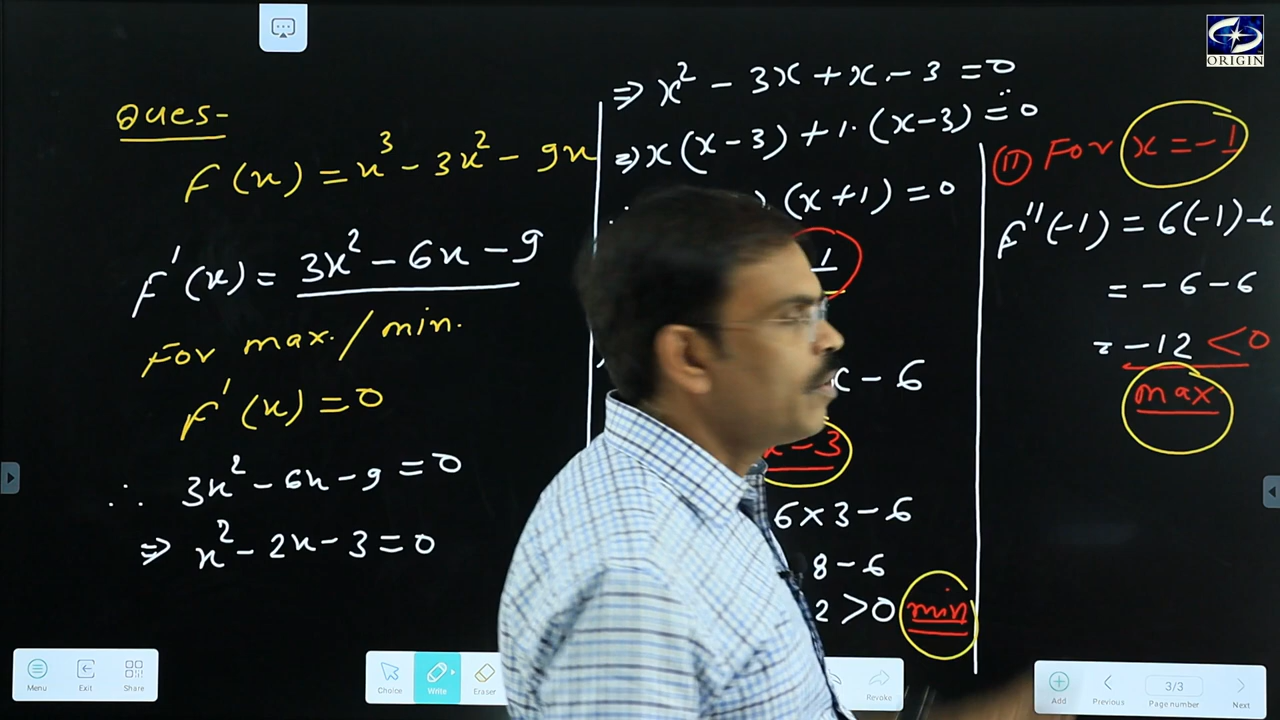 Ques-
F(x) = x³ - 3x² - 9x
F'(x) = 3x² - 6x - 9
For max./min.
F'(x) = 0
∴ 3x² - 6x - 9 = 0
⇒ x² - 2x - 3 = 0
⇒ x² - 3x + x - 3 = 0
⇒ x(x-3) + 1·(x-3) = 0
∴ (x+1) = 0
1
x - 6
x-3
6×3-6
8-6
2>0 min
(II) For x = -1
F''(-1) = 6(-1)-6
= -6-6
= -12 <0
max
ORIGIN
Menu Exit Share
Choice Write Eraser
Revoke
Add Previous 3/3 Page number Next